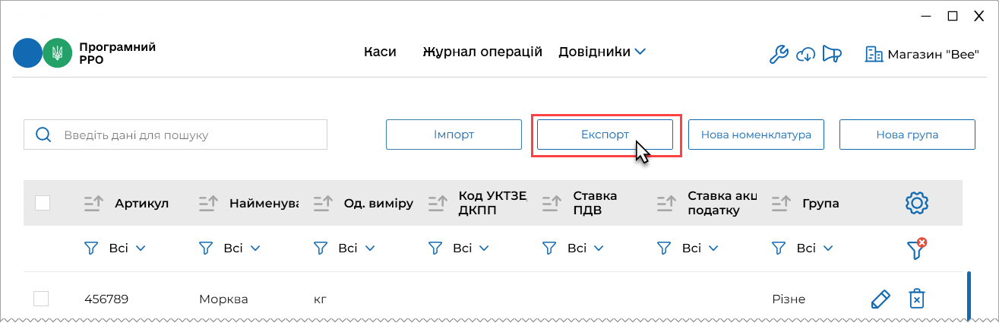 X
Програмний
РРО
Каси Журнал операцій Довідники
Магазин "Bee"
Введіть дані для пошуку
Імпорт Експорт Нова номенклатура Нова група
Артикул Найменува Од. виміру Код УКТЗЕ, ДКПП Ставка ПДВ Ставка акц податку Група
Всі Всі Всі Всі Всі Всі Всі
456789 Морква кг Різне